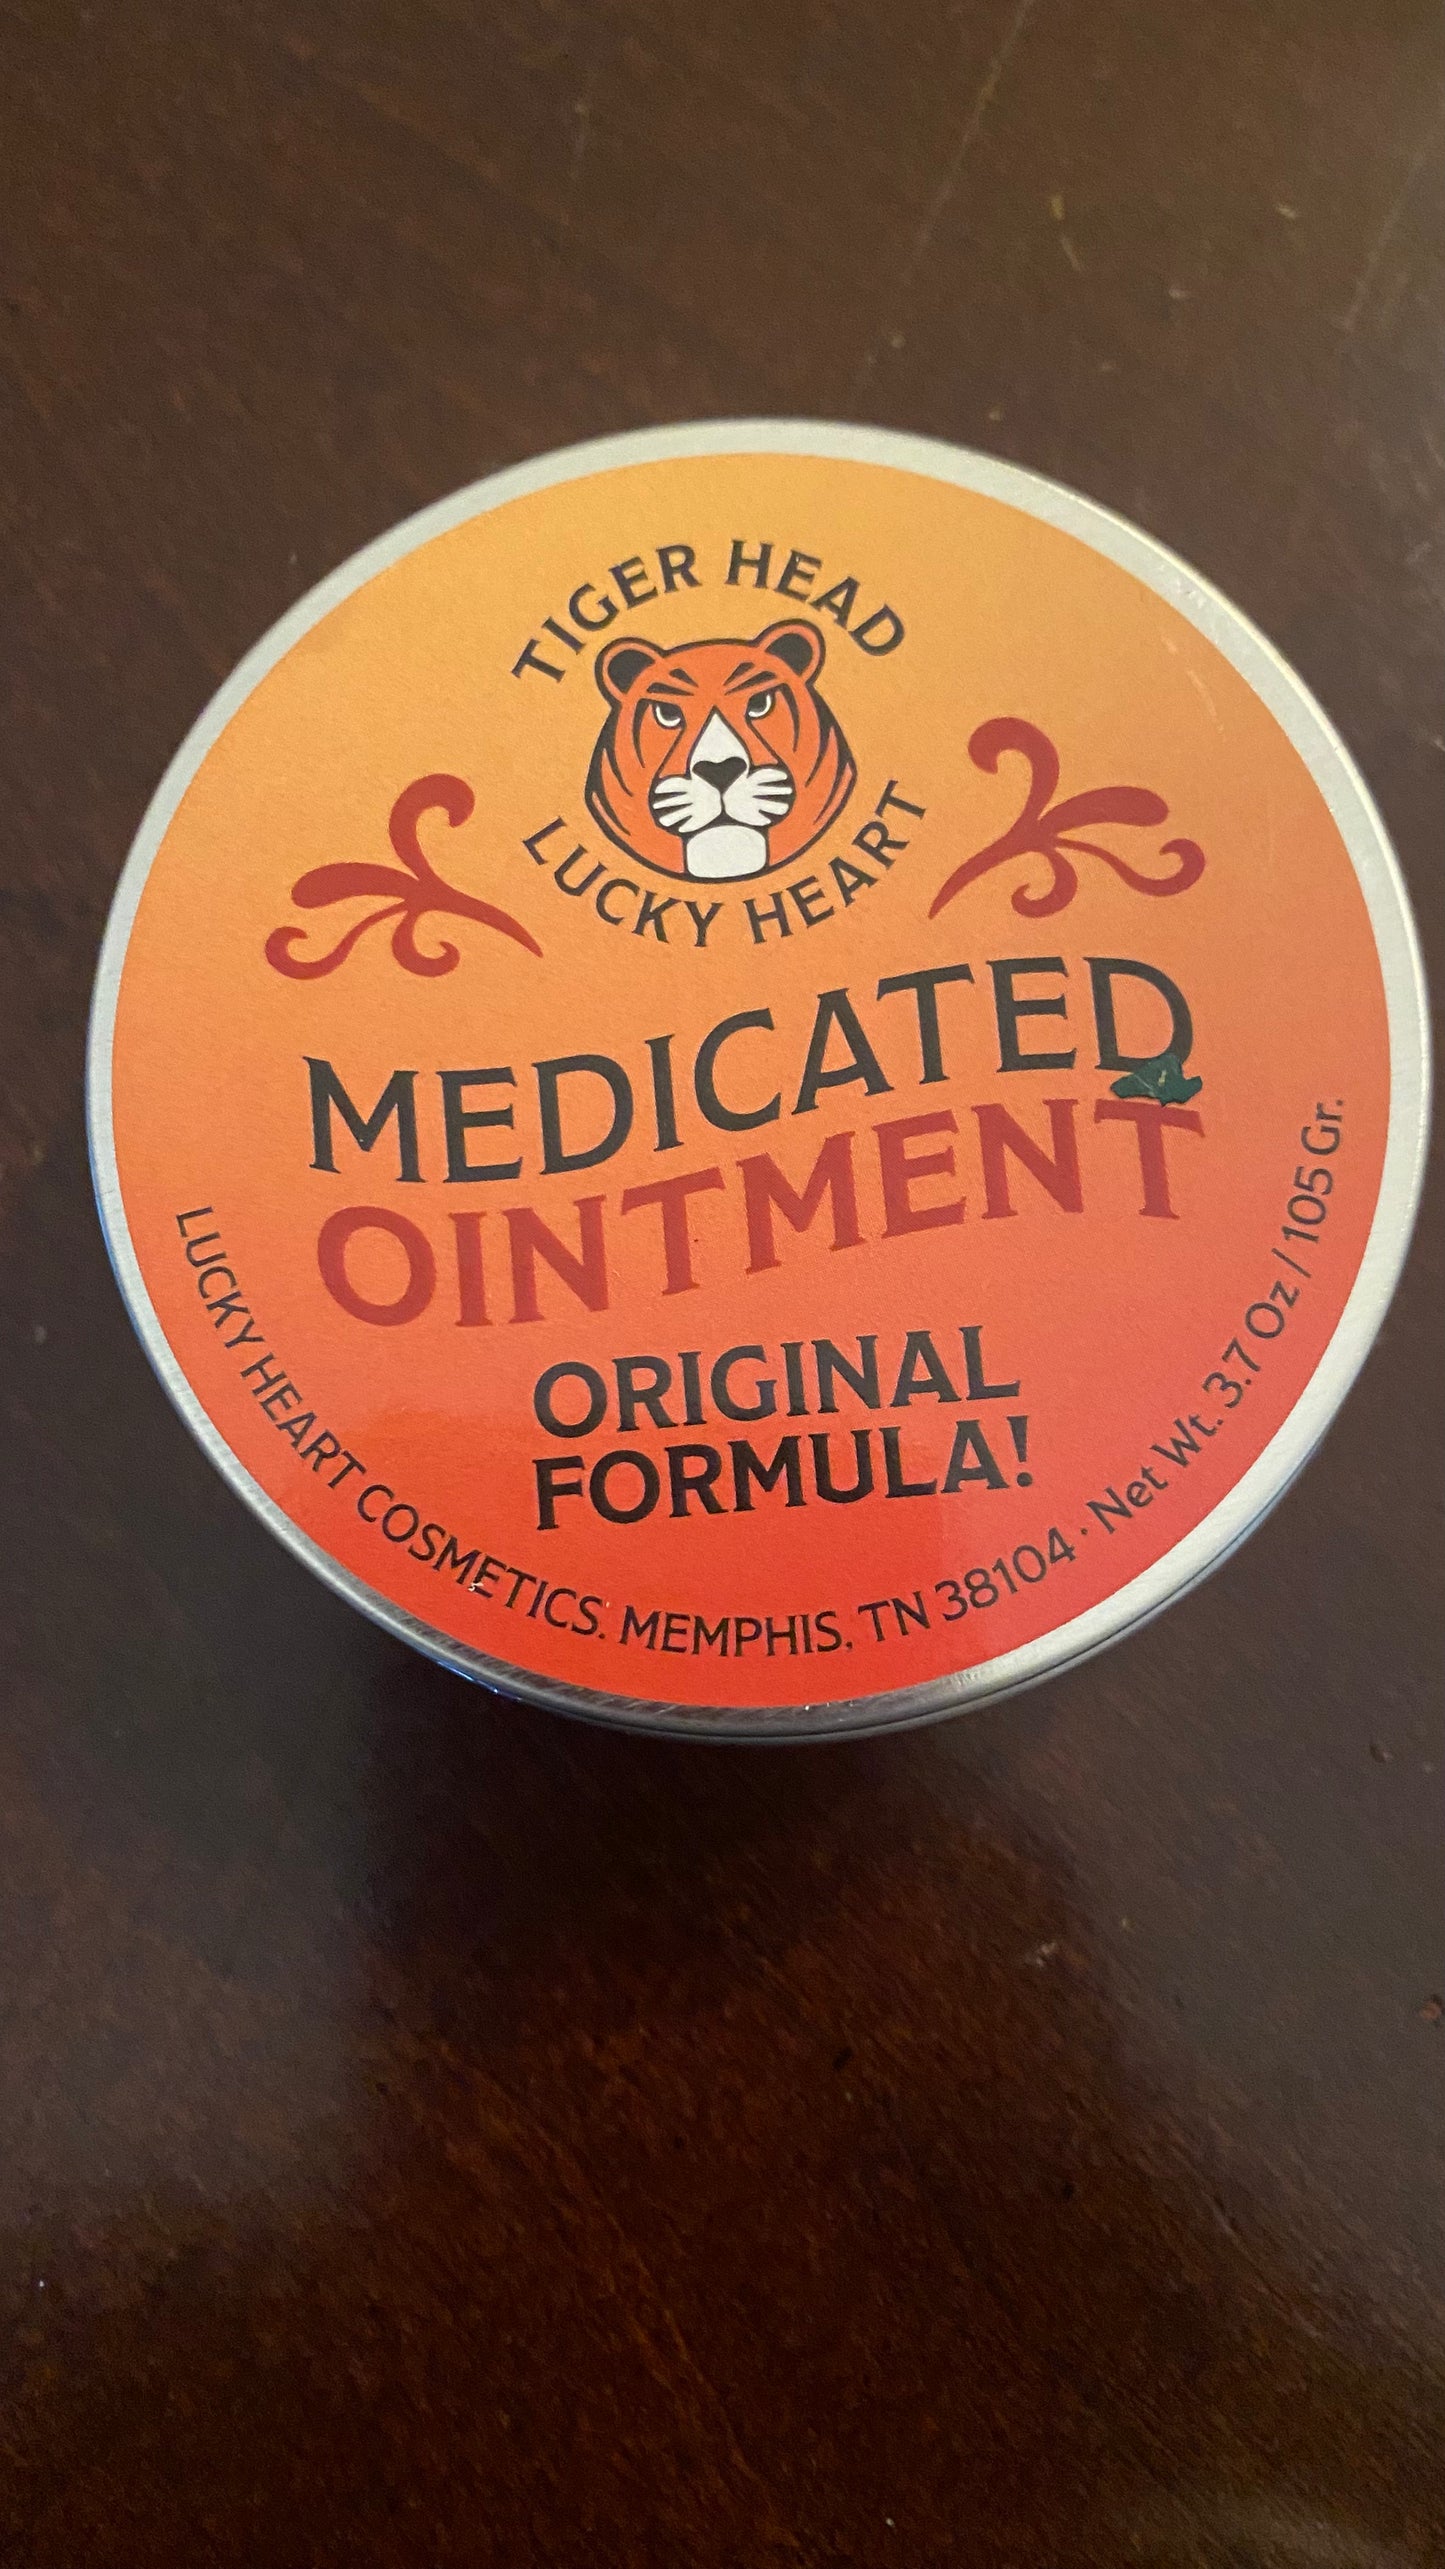 TIGER HEAD
LUCKY HEART
MEDICATED
OINTMENT
ORIGINAL
FORMULA!
LUCKY HEART COSMETICS. MEMPHIS, TN 38104 · Net Wt. 3.7 Oz / 105 Gr.